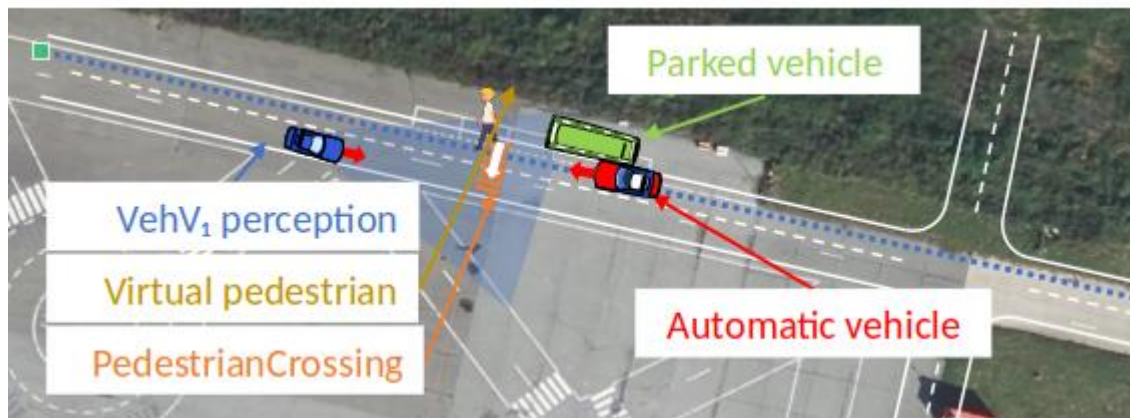 Parked vehicle
VehV₁ perception
Virtual pedestrian
Automatic vehicle
PedestrianCrossing